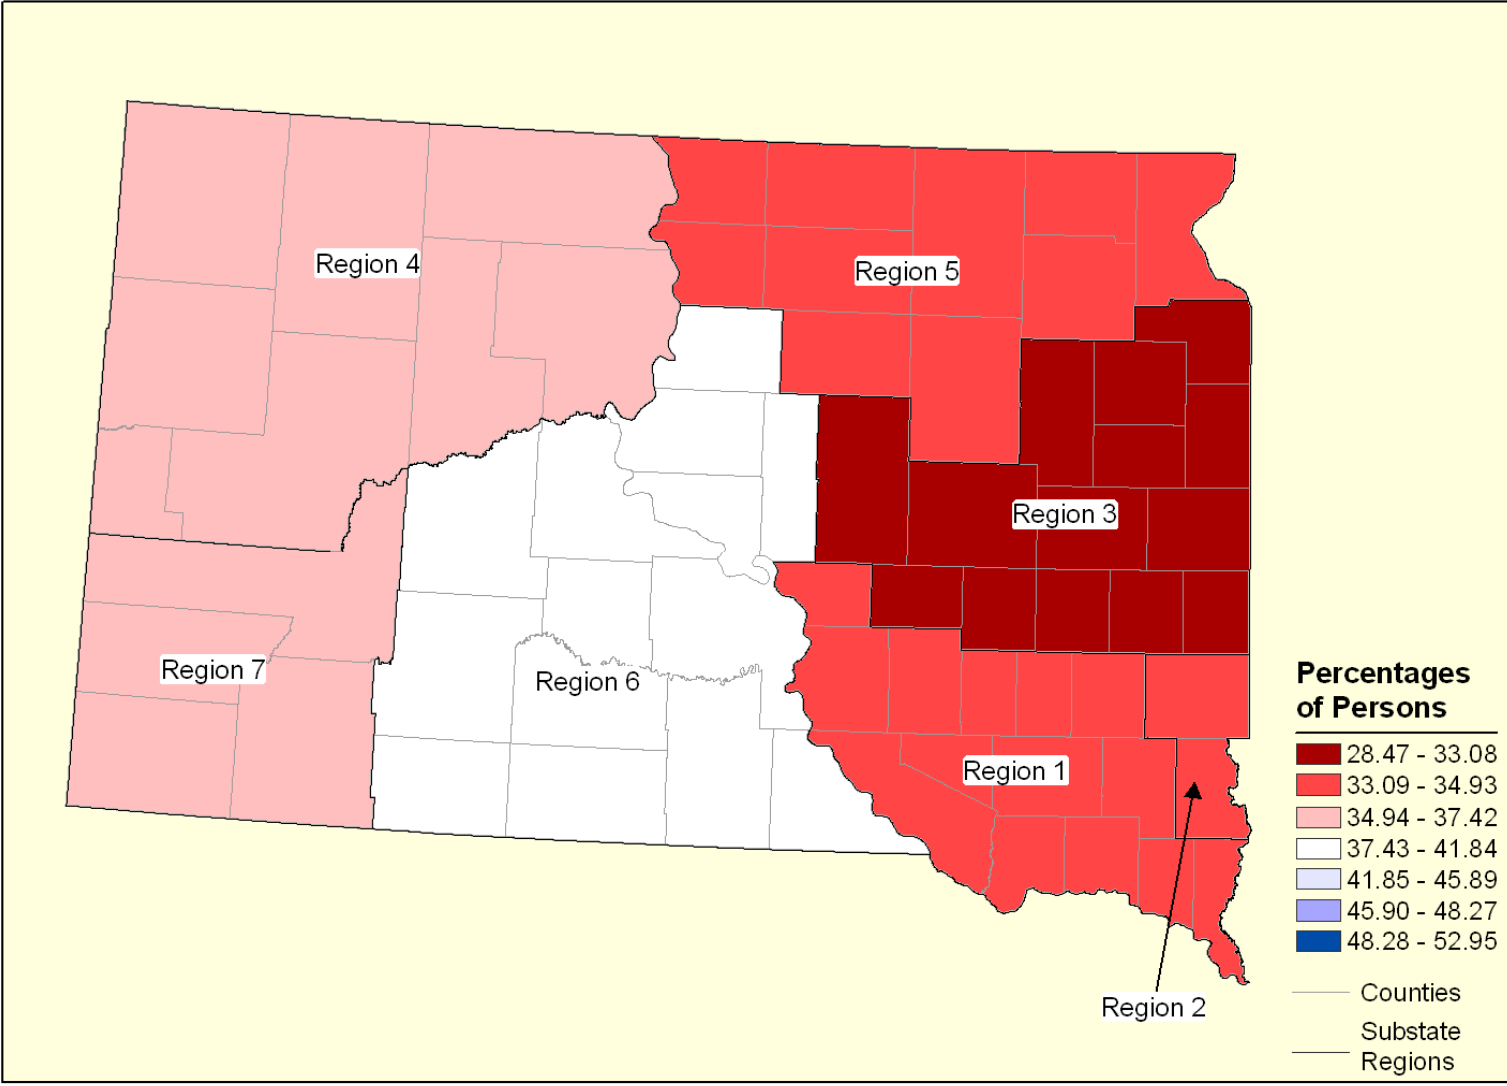 Region 4
Region 5
Region 3
Region 7
Region 6
Region 1
Region 2
Percentages
of Persons
28.47 - 33.08
33.09 - 34.93
34.94 - 37.42
37.43 - 41.84
41.85 - 45.89
45.90 - 48.27
48.28 - 52.95
Counties
Substate
Regions